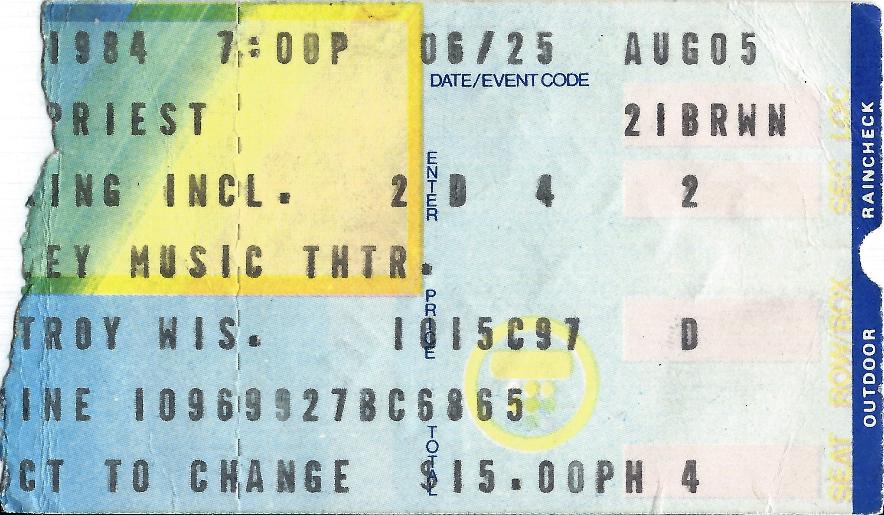 1984 7:00P 06/25 AUG05
DATE/EVENT CODE
PRIEST 21BRWN
ING INCL. 2 D 4 2
ENTER
EY MUSIC THTR.
PRICE
TROY WIS. 1015C97 D
INE 10969927BC6865
TOTAL
CT TO CHANGE $15.00PH 4
SEC LOC
ROW/BOX
SEAT
RAINCHECK
OUTDOOR